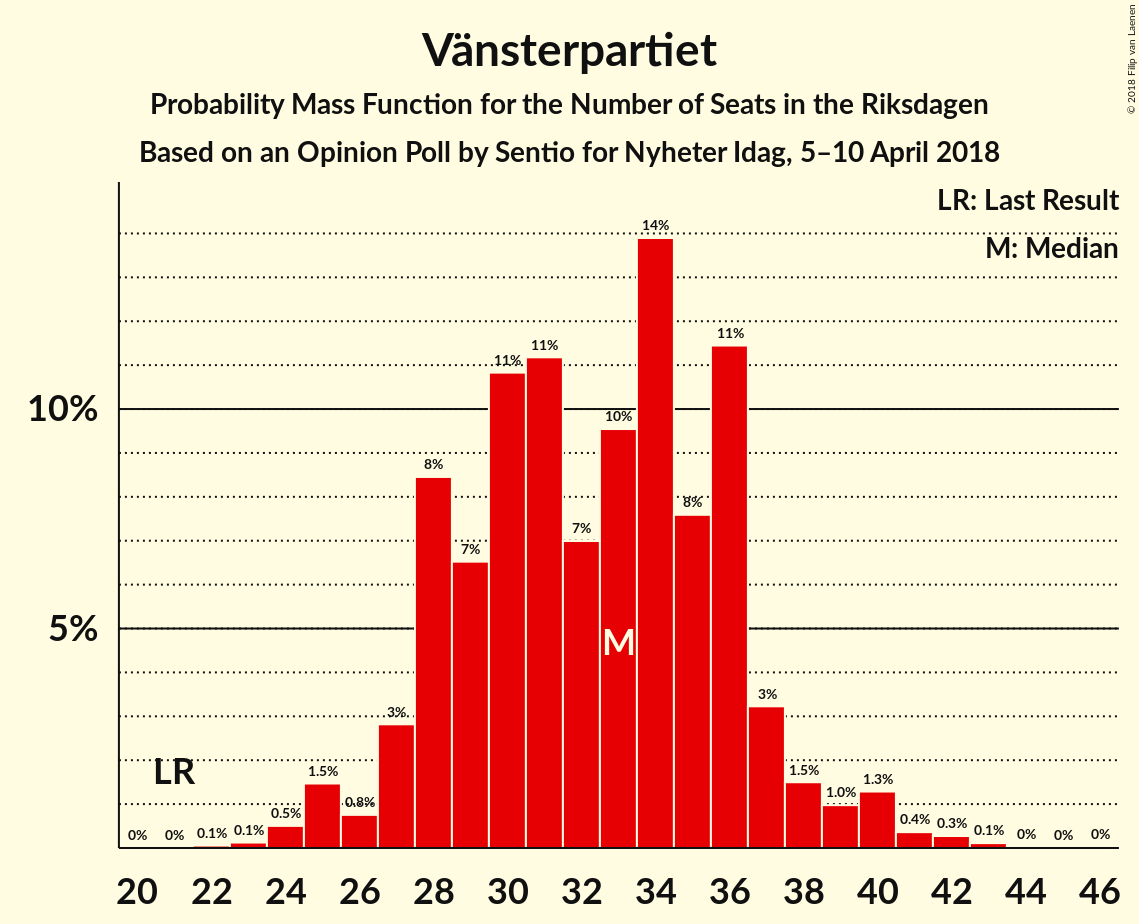 Vänsterpartiet
Probability Mass Function for the Number of Seats in the Riksdagen
Based on an Opinion Poll by Sentio for Nyheter Idag, 5–10 April 2018
© 2018 Filip van Laenen
LR: Last Result
M: Median
10%
5%
0% 0% 0.1% 0.1% 0.5% 1.5% 0.8% 3% 8% 7% 11% 11% 7% 10% 14% 8% 11% 3% 1.5% 1.0% 1.3% 0.4% 0.3% 0.1% 0% 0% 0%
LR
M
20 22 24 26 28 30 32 34 36 38 40 42 44 46